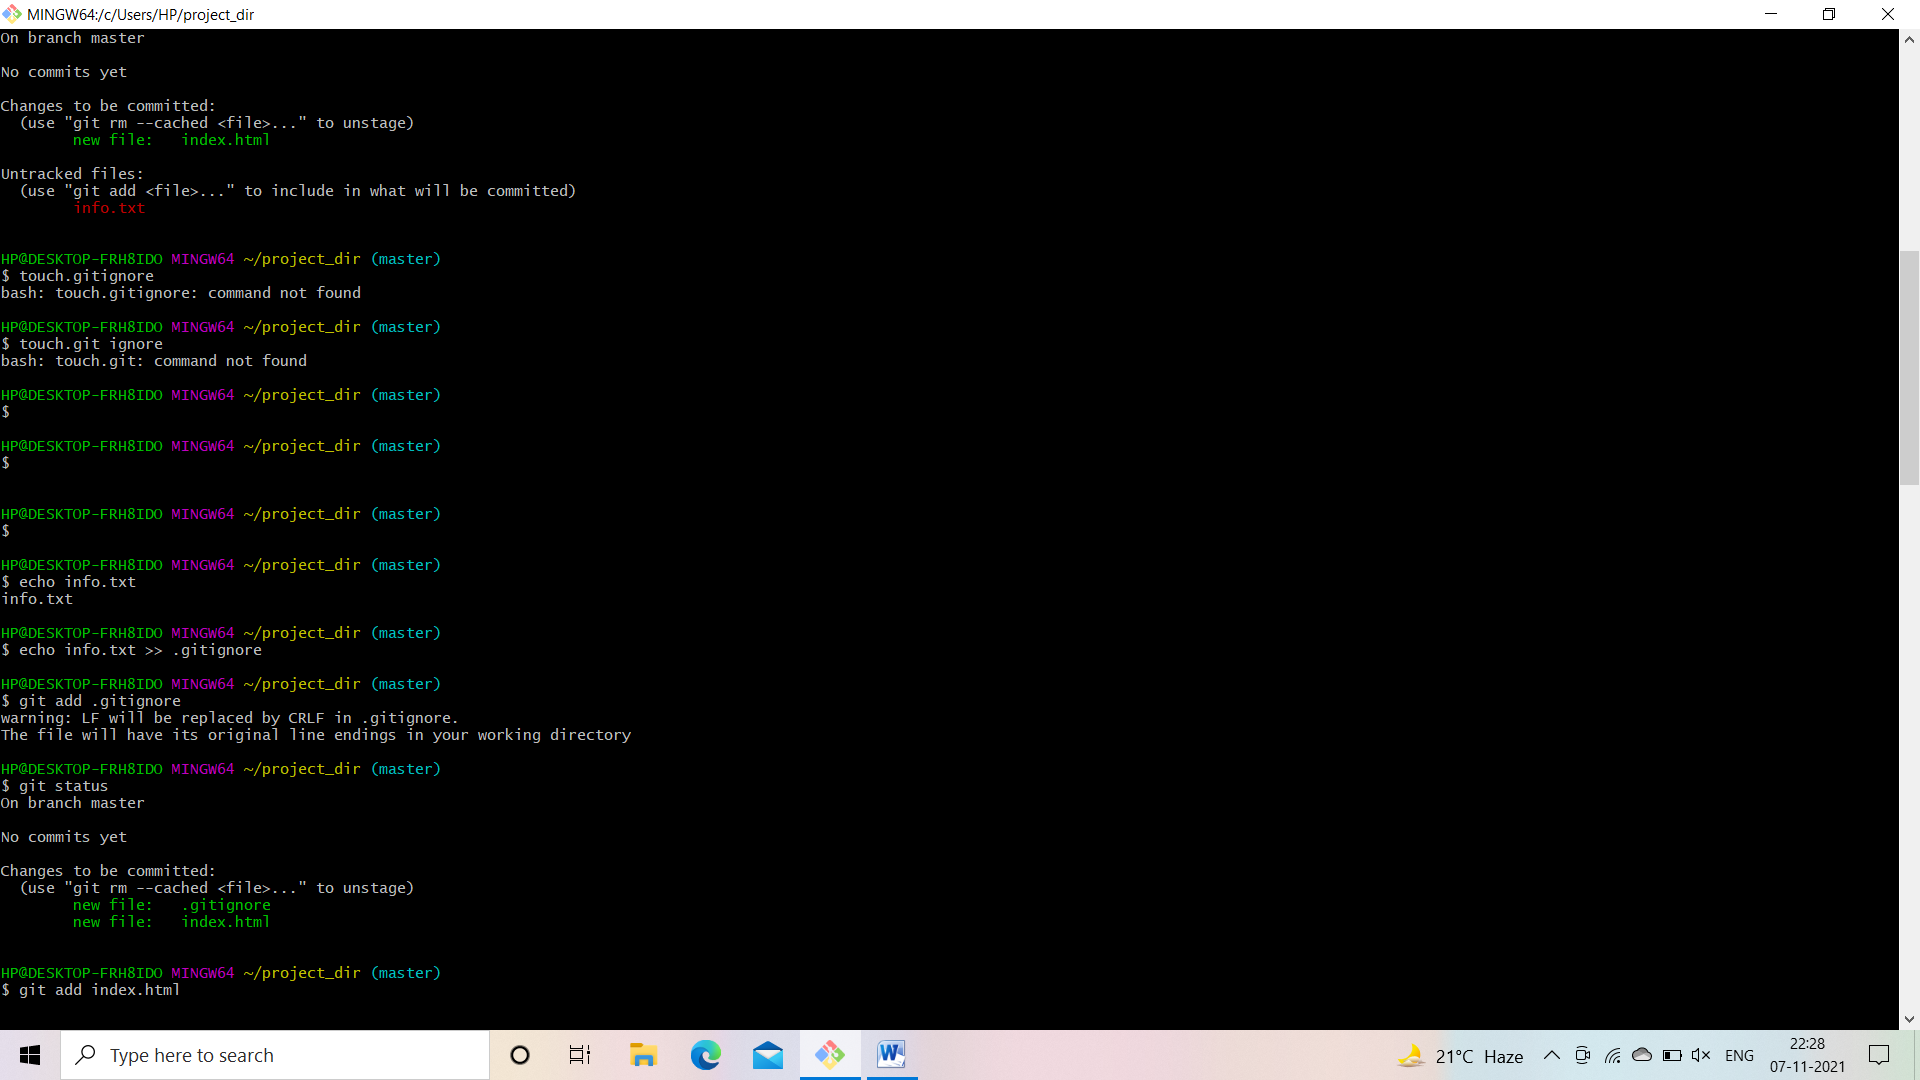 MINGW64:/c/Users/HP/project_dir
On branch master
No commits yet
Changes to be committed:
(use "git rm --cached <file>..." to unstage)
new file:   index.html
Untracked files:
(use "git add <file>..." to include in what will be committed)
info.txt
HP@DESKTOP-FRH8IDO MINGW64 ~/project_dir (master)
$ touch.gitignore
bash: touch.gitignore: command not found
HP@DESKTOP-FRH8IDO MINGW64 ~/project_dir (master)
$ touch.git ignore
bash: touch.git: command not found
HP@DESKTOP-FRH8IDO MINGW64 ~/project_dir (master)
$
HP@DESKTOP-FRH8IDO MINGW64 ~/project_dir (master)
$
HP@DESKTOP-FRH8IDO MINGW64 ~/project_dir (master)
$
HP@DESKTOP-FRH8IDO MINGW64 ~/project_dir (master)
$ echo info.txt
info.txt
HP@DESKTOP-FRH8IDO MINGW64 ~/project_dir (master)
$ echo info.txt >> .gitignore
HP@DESKTOP-FRH8IDO MINGW64 ~/project_dir (master)
$ git add .gitignore
warning: LF will be replaced by CRLF in .gitignore.
The file will have its original line endings in your working directory
HP@DESKTOP-FRH8IDO MINGW64 ~/project_dir (master)
$ git status
On branch master
No commits yet
Changes to be committed:
(use "git rm --cached <file>..." to unstage)
new file:   .gitignore
new file:   index.html
HP@DESKTOP-FRH8IDO MINGW64 ~/project_dir (master)
$ git add index.html
Type here to search
21°C Haze
ENG
22:28
07-11-2021